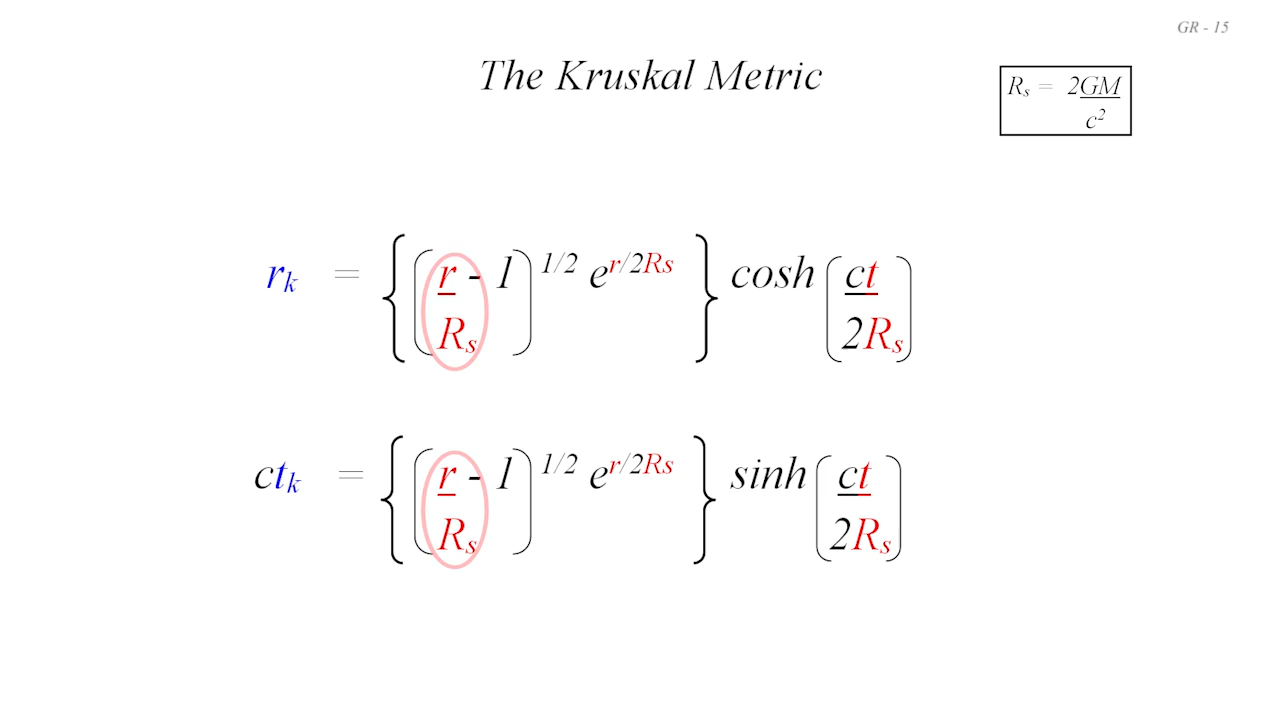 GR - 15
The Kruskal Metric
Rₛ = 2GM
c²
rₖ = { ( r - 1 )^1/2 e^r/2Rs } cosh ( ct )
Rₛ 2Rₛ
ctₖ = { ( r - 1 )^1/2 e^r/2Rs } sinh ( ct )
Rₛ 2Rₛ